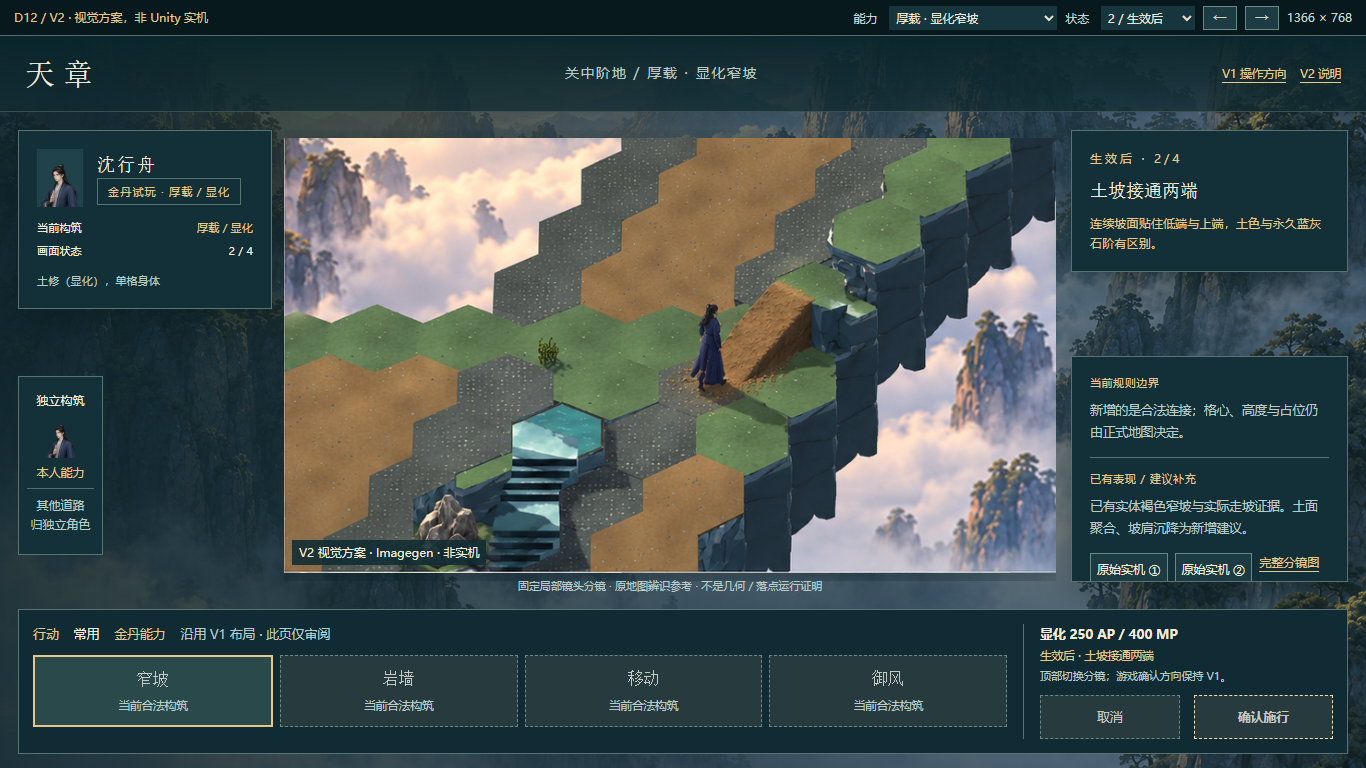 D12 / V2 · 视觉方案，非 Unity 实机
能力
厚载 · 显化窄坡
状态
2 / 生效后
←
→
1366 × 768
天章
关中阶地 / 厚载 · 显化窄坡
V1 操作方向
V2 说明
沈行舟
金丹试玩 · 厚载 / 显化
当前构筑
厚载 / 显化
画面状态
2 / 4
土修（显化），单格身体
独立构筑
本人能力
其他道路
归独立角色
V2 视觉方案 · Imagegen · 非实机
固定局部镜头分镜 · 原地图辨识参考 · 不是几何 / 落点运行证明
生效后 · 2/4
土坡接通两端
连续坡面贴住低端与上端，土色与永久蓝灰
石阶有区别。
当前规则边界
新增的是合法连接；格心、高度与占位仍
由正式地图决定。
已有表现 / 建议补充
已有实体褐色窄坡与实际走坡证据。土面
聚合、坡肩沉降为新增建议。
原始实机 ①
原始实机 ②
完整分镜图
行动
常用
金丹能力
沿用 V1 布局 · 此页仅审阅
窄坡
当前合法构筑
岩墙
当前合法构筑
移动
当前合法构筑
御风
当前合法构筑
显化 250 AP / 400 MP
生效后 · 土坡接通两端
顶部切换分镜；游戏确认方向保持 V1。
取消
确认施行